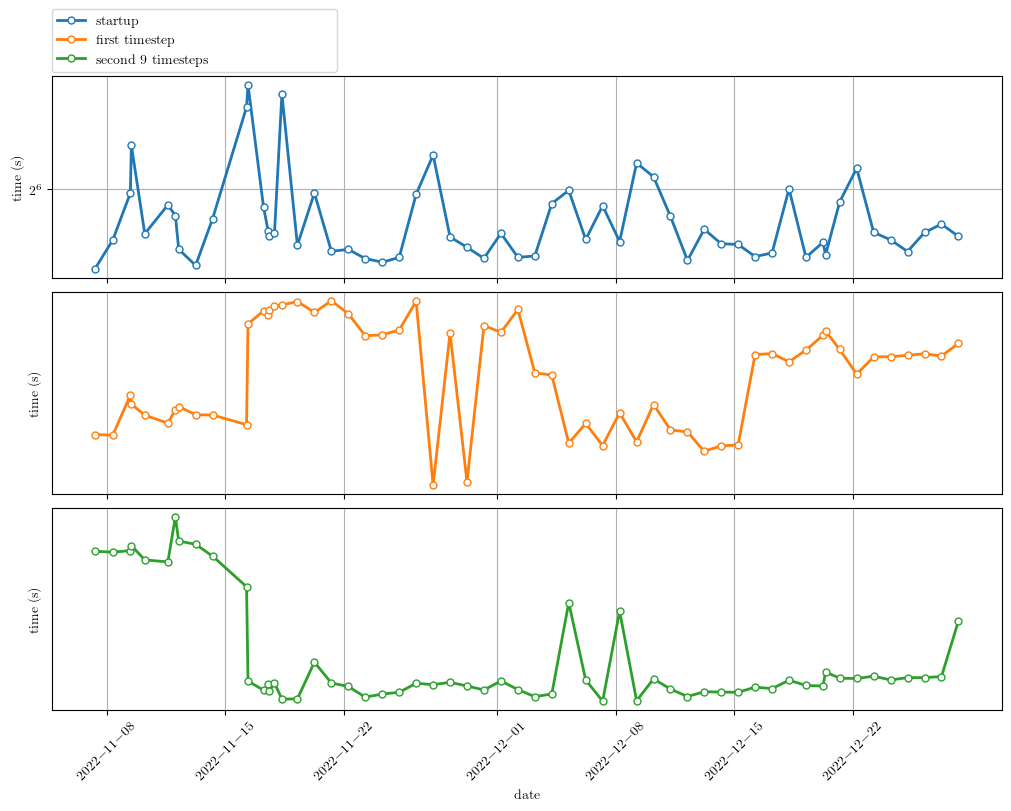 startup
first timestep
second 9 timesteps
time (s)
2⁶
time (s)
time (s)
2022−11−08
2022−11−15
2022−11−22
2022−12−01
2022−12−08
2022−12−15
2022−12−22
date